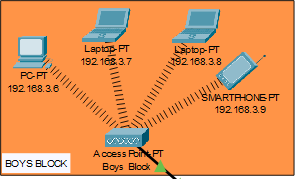 Laptop-PT
192.168.3.7
Laptop-PT
192.168.3.8
PC-PT
192.168.3.6
SMARTPHONE-PT
192.168.3.9
Access Point-PT
Boys Block
BOYS BLOCK